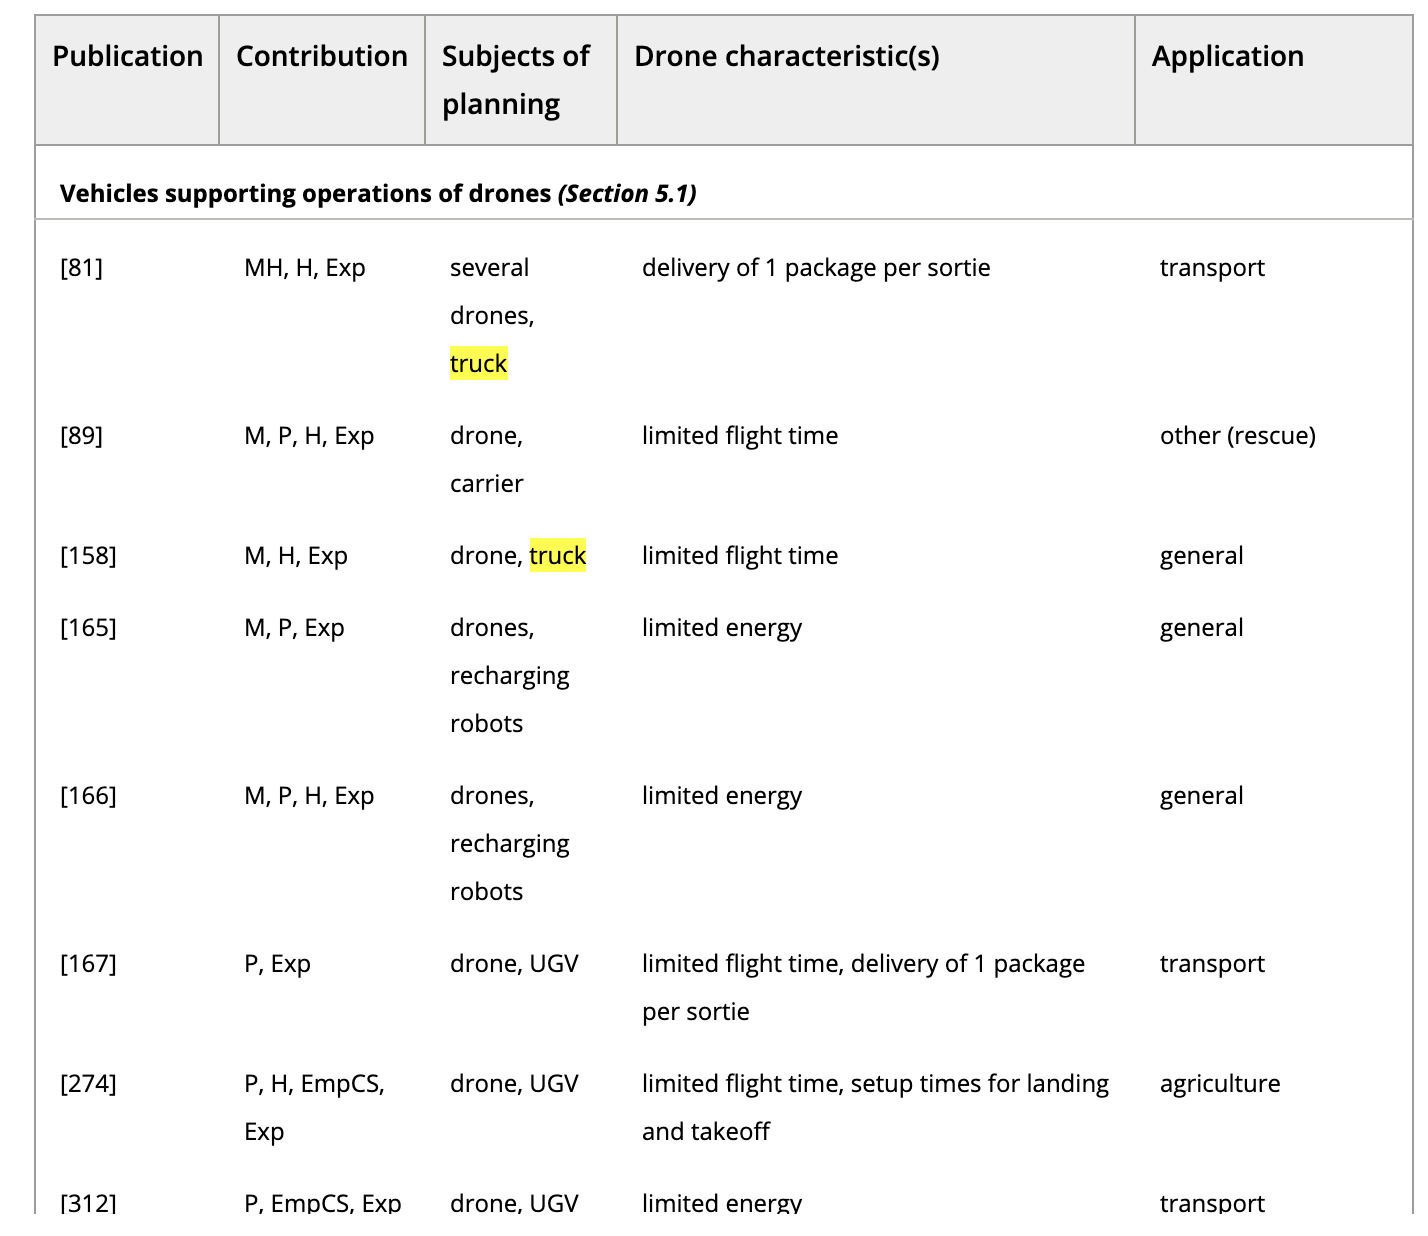 Publication Contribution Subjects of planning Drone characteristic(s) Application
Vehicles supporting operations of drones (Section 5.1)
[81] MH, H, Exp several drones, truck delivery of 1 package per sortie transport
[89] M, P, H, Exp drone, carrier limited flight time other (rescue)
[158] M, H, Exp drone, truck limited flight time general
[165] M, P, Exp drones, recharging robots limited energy general
[166] M, P, H, Exp drones, recharging robots limited energy general
[167] P, Exp drone, UGV limited flight time, delivery of 1 package per sortie transport
[274] P, H, EmpCS, Exp drone, UGV limited flight time, setup times for landing and takeoff agriculture
[312] P, EmpCS, Exp drone, UGV limited energy transport